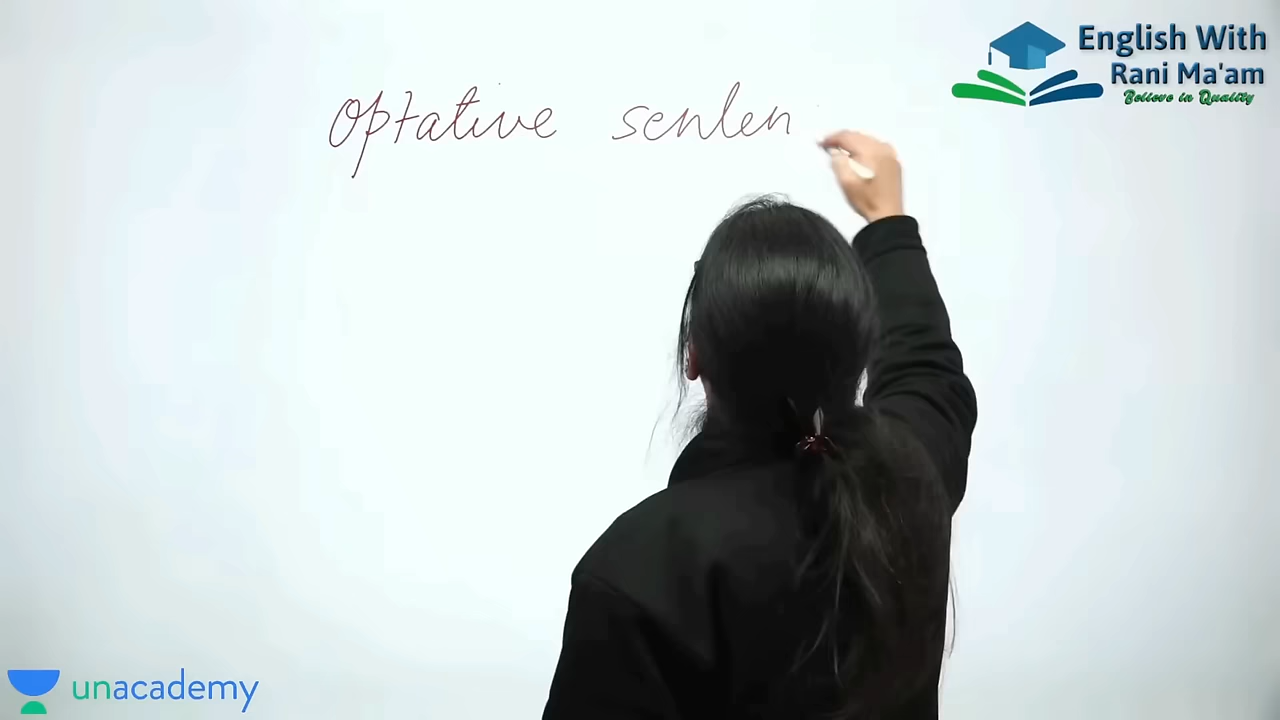 English With
Rani Ma'am
Believe in Quality
Optative senten
unacademy